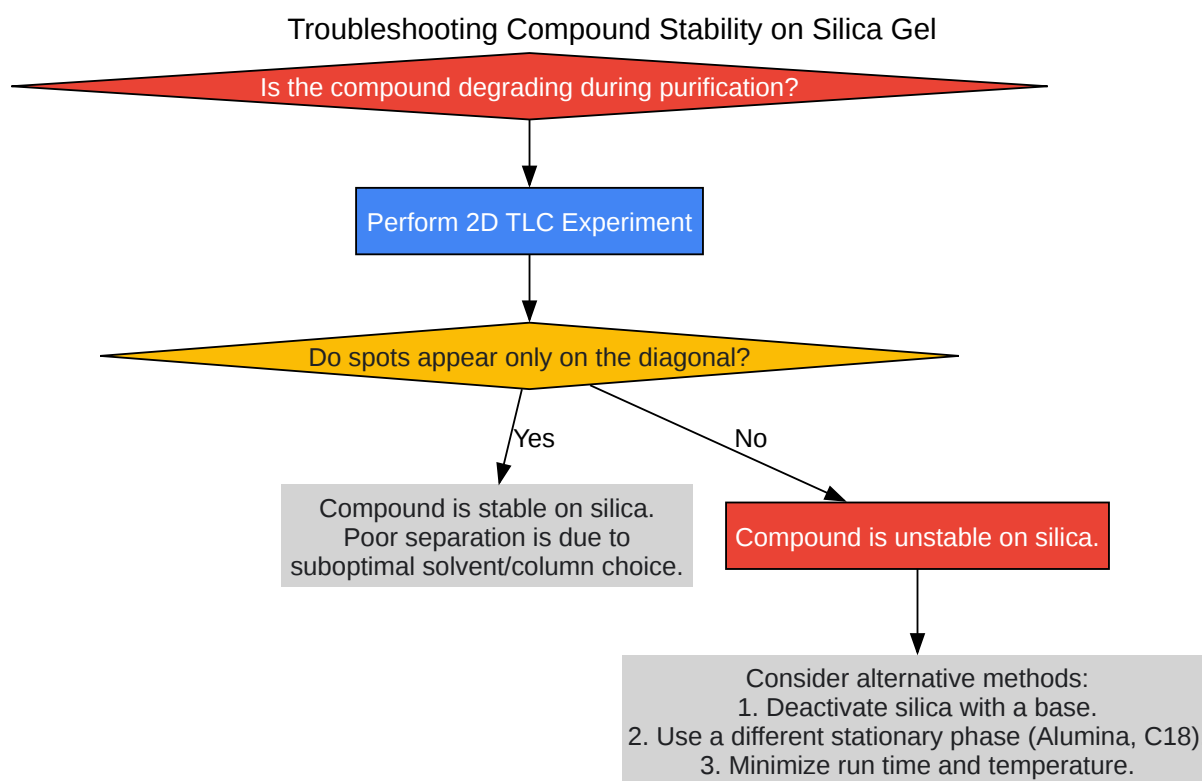 Troubleshooting Compound Stability on Silica Gel
Is the compound degrading during purification?
Perform 2D TLC Experiment
Do spots appear only on the diagonal?
Yes
No
Compound is stable on silica.
Poor separation is due to
suboptimal solvent/column choice.
Compound is unstable on silica.
Consider alternative methods:
1. Deactivate silica with a base.
2. Use a different stationary phase (Alumina, C18)
3. Minimize run time and temperature.